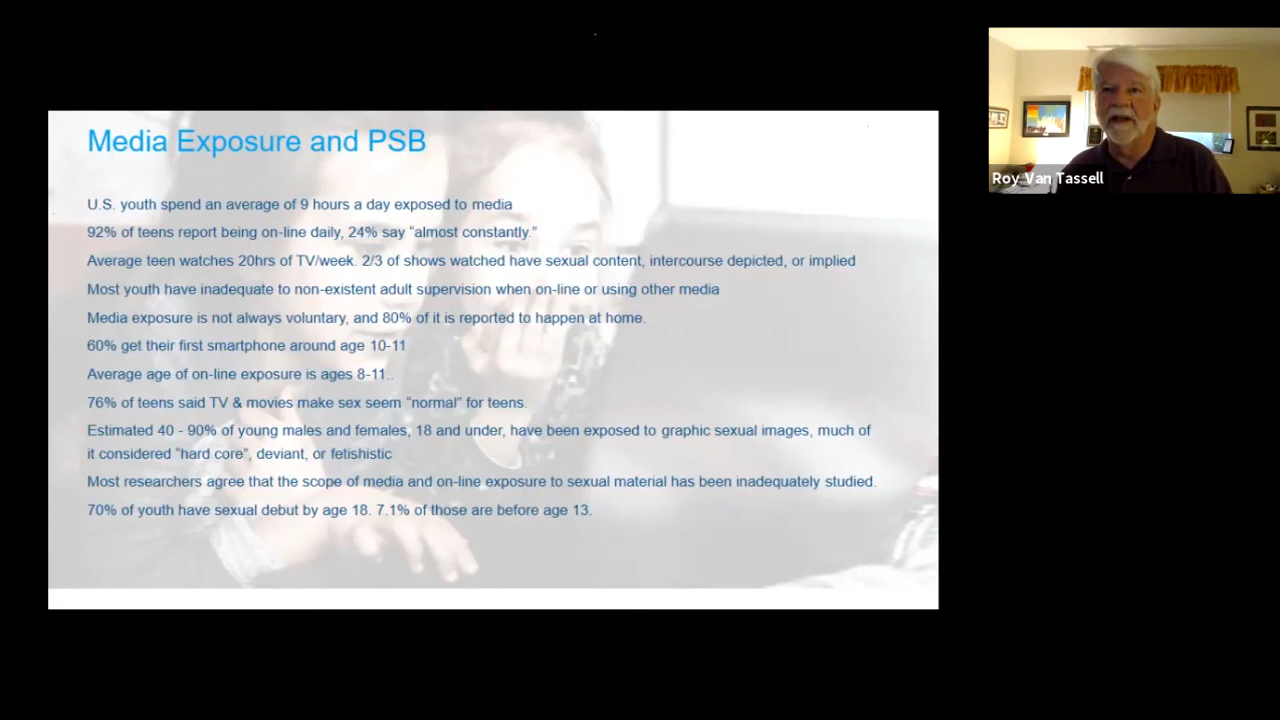 Media Exposure and PSB
U.S. youth spend an average of 9 hours a day exposed to media
92% of teens report being on-line daily, 24% say “almost constantly.”
Average teen watches 20hrs of TV/week. 2/3 of shows watched have sexual content, intercourse depicted, or implied
Most youth have inadequate to non-existent adult supervision when on-line or using other media
Media exposure is not always voluntary, and 80% of it is reported to happen at home.
60% get their first smartphone around age 10-11
Average age of on-line exposure is ages 8-11..
76% of teens said TV & movies make sex seem “normal” for teens.
Estimated 40 - 90% of young males and females, 18 and under, have been exposed to graphic sexual images, much of
it considered “hard core”, deviant, or fetishistic
Most researchers agree that the scope of media and on-line exposure to sexual material has been inadequately studied.
70% of youth have sexual debut by age 18. 7.1% of those are before age 13.
Roy Van Tassell